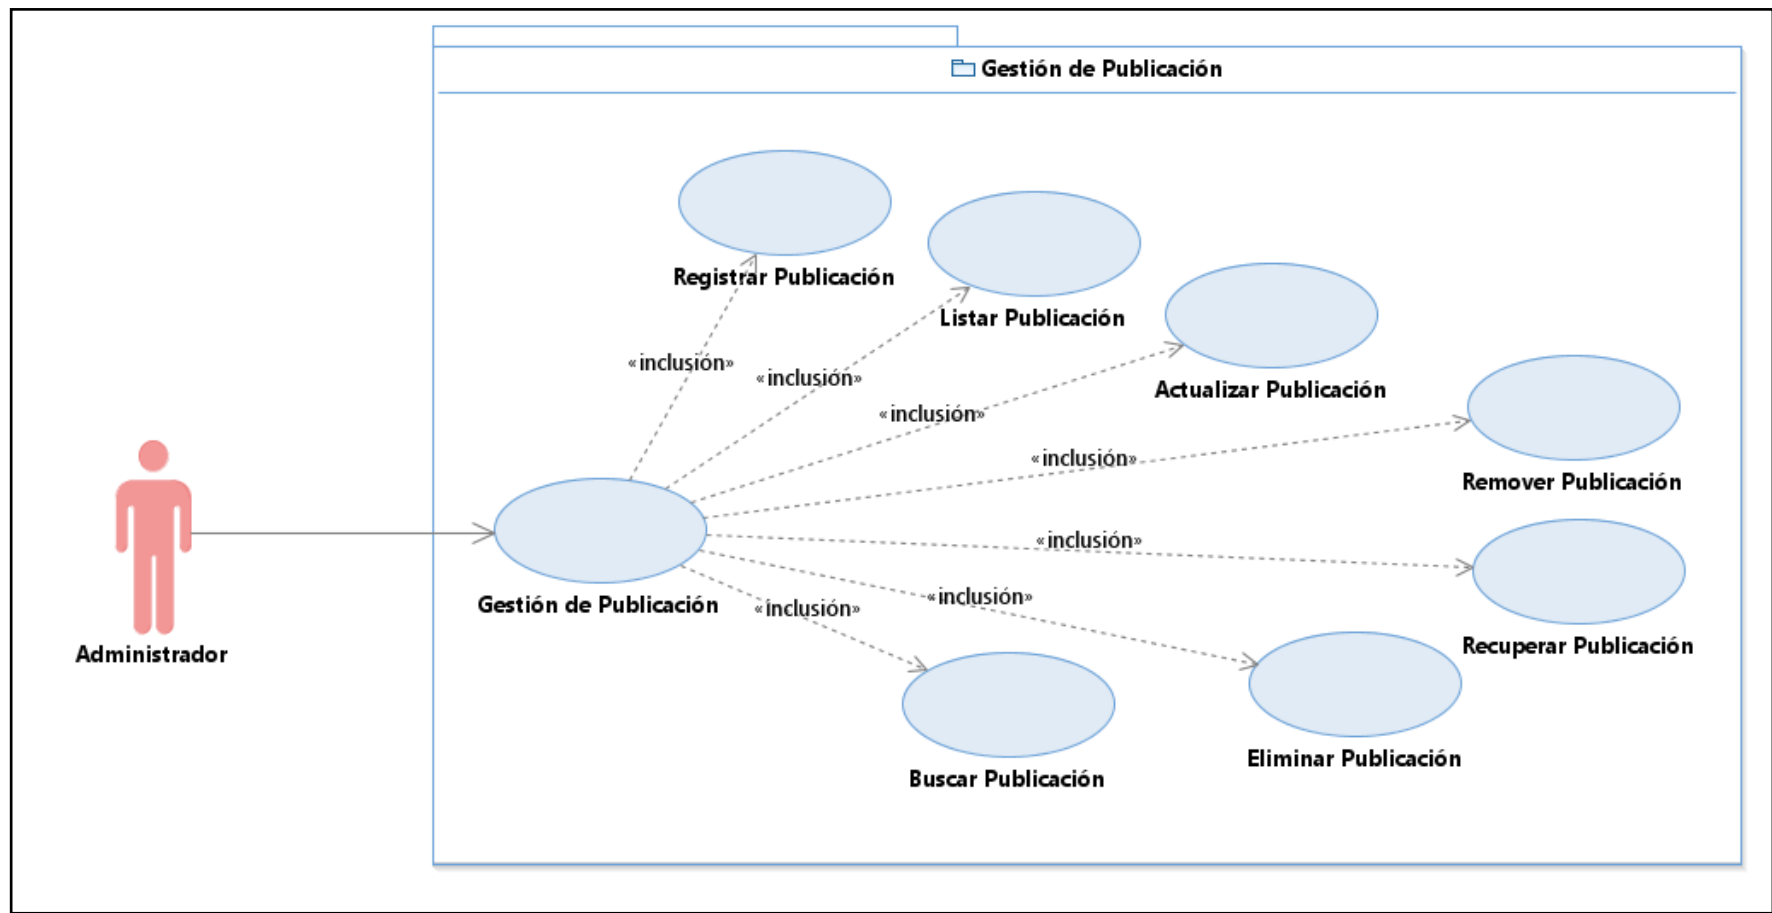 Gestión de Publicación
Registrar Publicación
Listar Publicación
«inclusión»
«inclusión»
Actualizar Publicación
«inclusión»
«inclusión»
Remover Publicación
«inclusión»
Gestión de Publicación
«inclusión»
«inclusión»
Administrador
Recuperar Publicación
Buscar Publicación
Eliminar Publicación